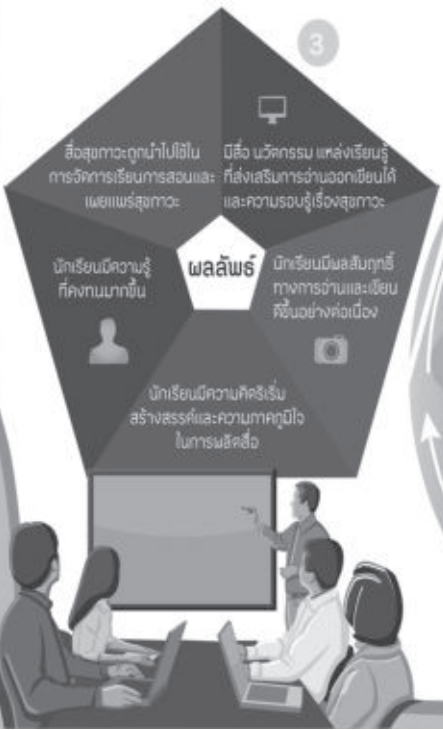 3
สื่อสุขภาวะถูกนำไปใช้ใน
การจัดการเรียนการสอนและ
เผยแพร่สุขภาวะ
มีสื่อ นวัตกรรม แหล่งเรียนรู้
ที่ส่งเสริมการอ่านออกเขียนได้
และความรอบรู้เรื่องสุขภาวะ
นักเรียนมีความรู้
ที่คงทนมากขึ้น
ผลลัพธ์
นักเรียนมีผลสัมฤทธิ์
ทางการอ่านและเขียน
ดีขึ้นอย่างต่อเนื่อง
นักเรียนมีความคิดริเริ่ม
สร้างสรรค์และความภาคภูมิใจ
ในการผลิตสื่อ